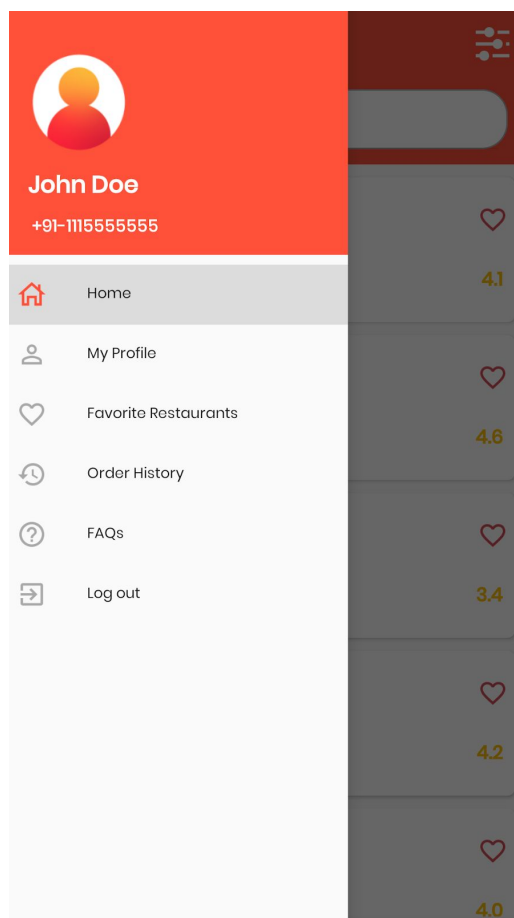 John Doe
+91-1115555555
Home
My Profile
Favorite Restaurants
Order History
FAQs
Log out
4.1
4.6
3.4
4.2
4.0